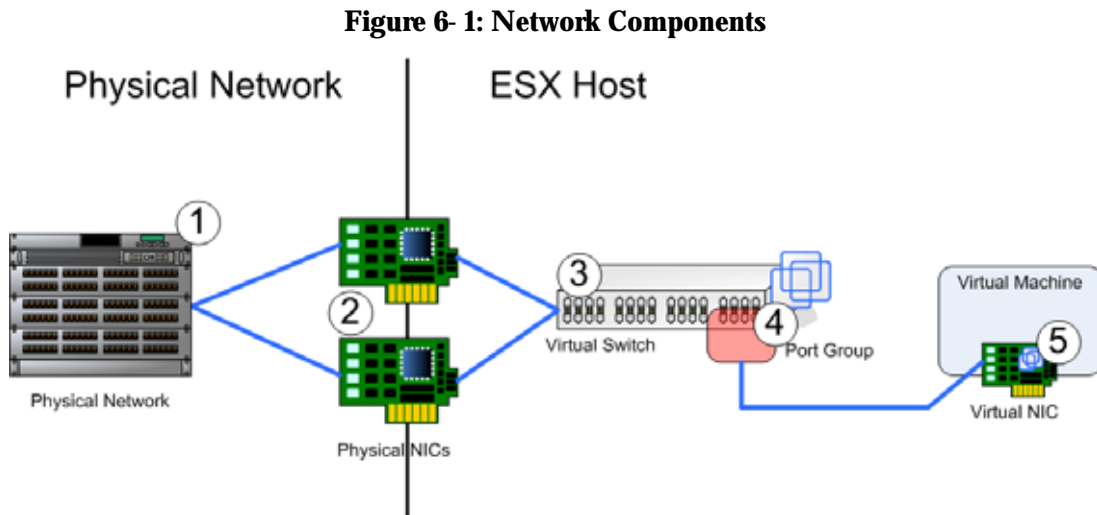 Figure 6- 1: Network Components
Physical Network
ESX Host
1
2
3
4
5
Physical Network
Physical NICs
Virtual Switch
Port Group
Virtual Machine
Virtual NIC